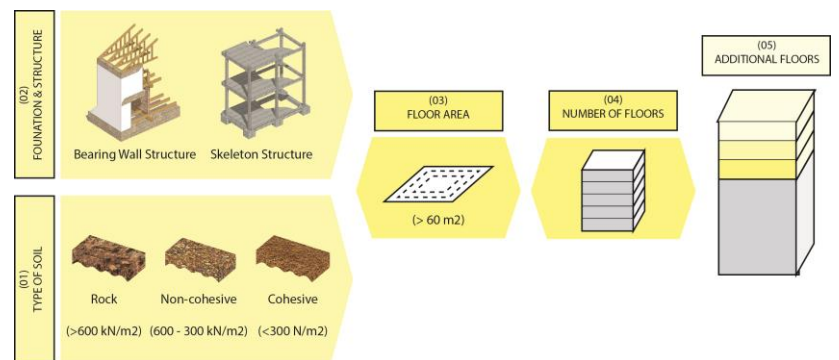 (02)
FOUNATION & STRUCTURE
Bearing Wall Structure
Skeleton Structure
(01)
TYPE OF SOIL
Rock
Non-cohesive
Cohesive
(>600 kN/m2)
(600 - 300 kN/m2)
(<300 N/m2)
(03)
FLOOR AREA
(> 60 m2)
(04)
NUMBER OF FLOORS
(05)
ADDITIONAL FLOORS